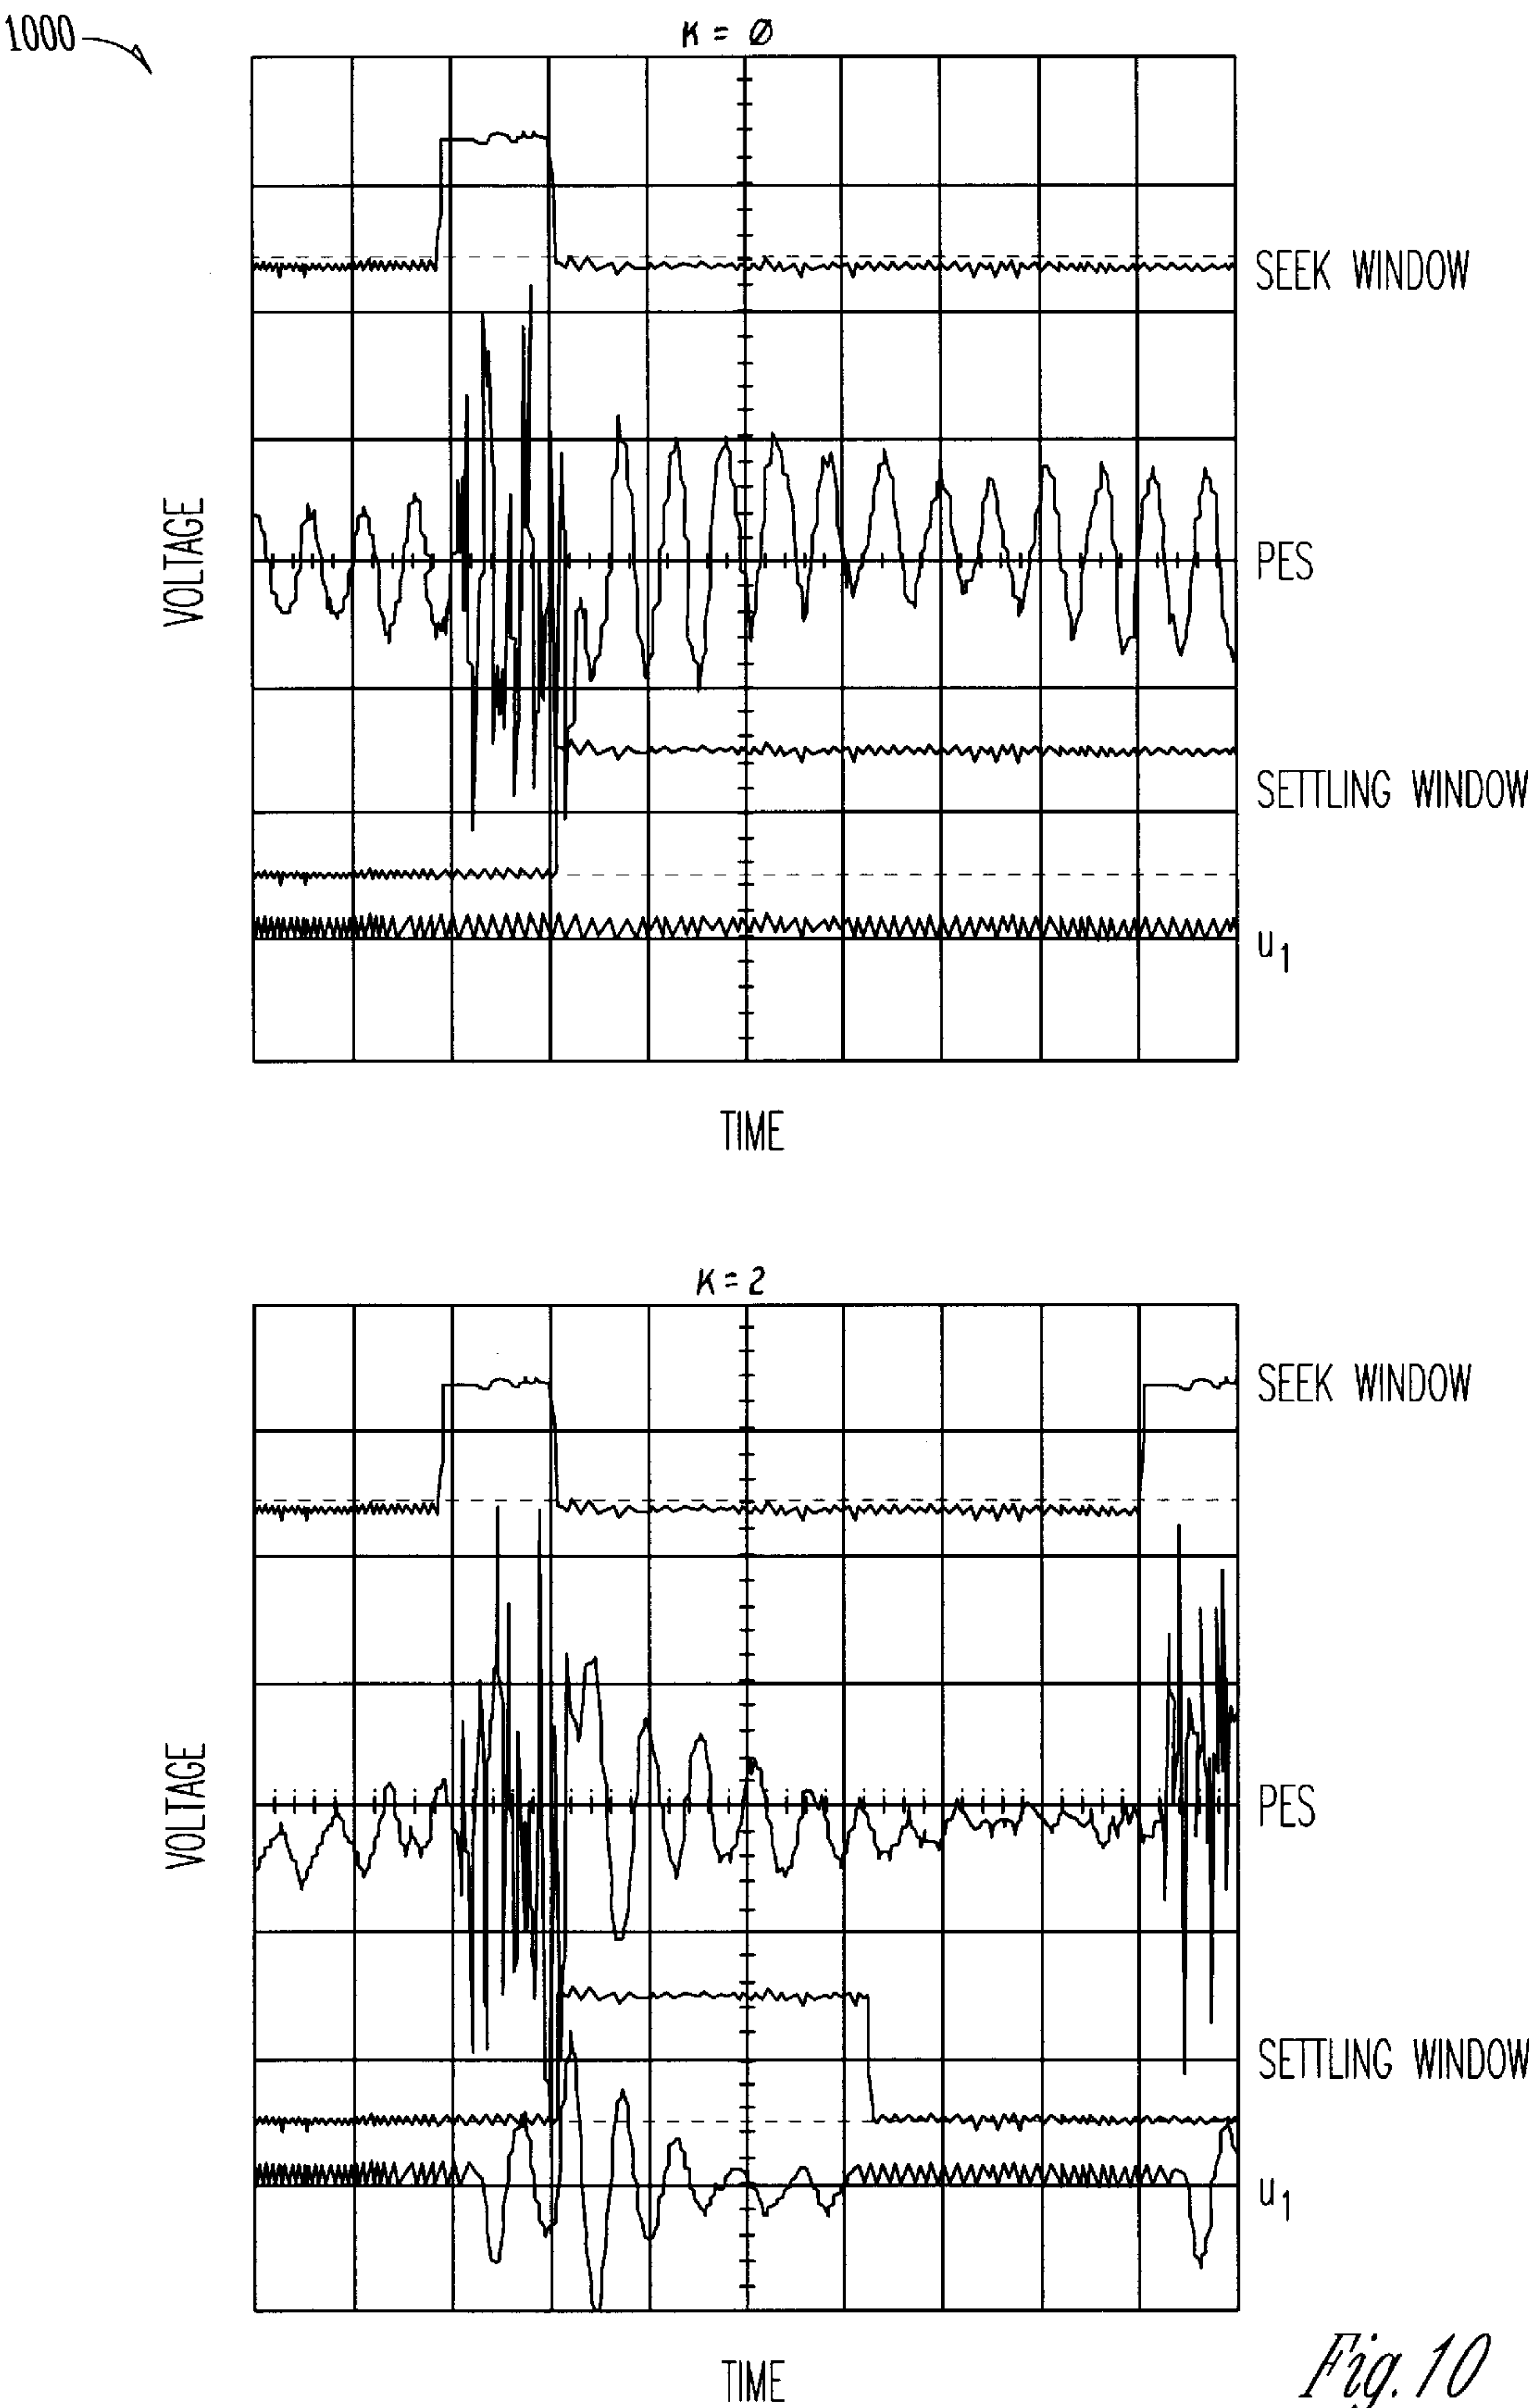 1000
K = Ø
SEEK WINDOW
VOLTAGE
PES
SETTLING WINDOW
u1
TIME
K = 2
SEEK WINDOW
VOLTAGE
PES
SETTLING WINDOW
u1
TIME
Fig. 10